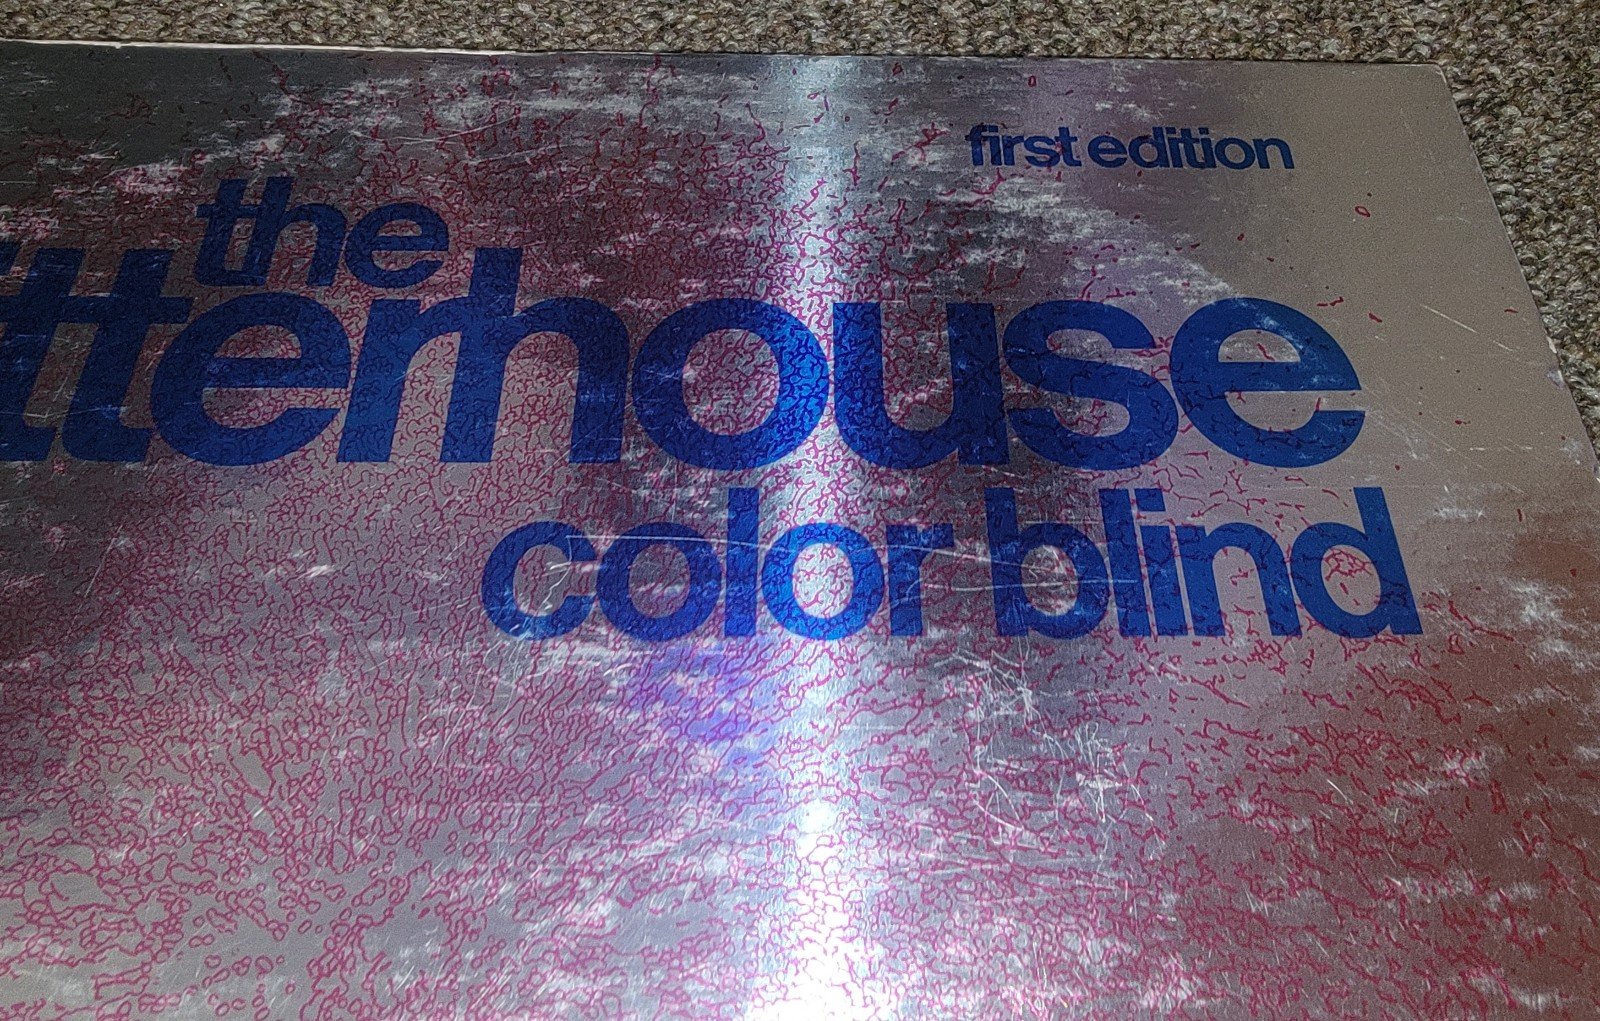 first edition
the
tterhouse
color blind